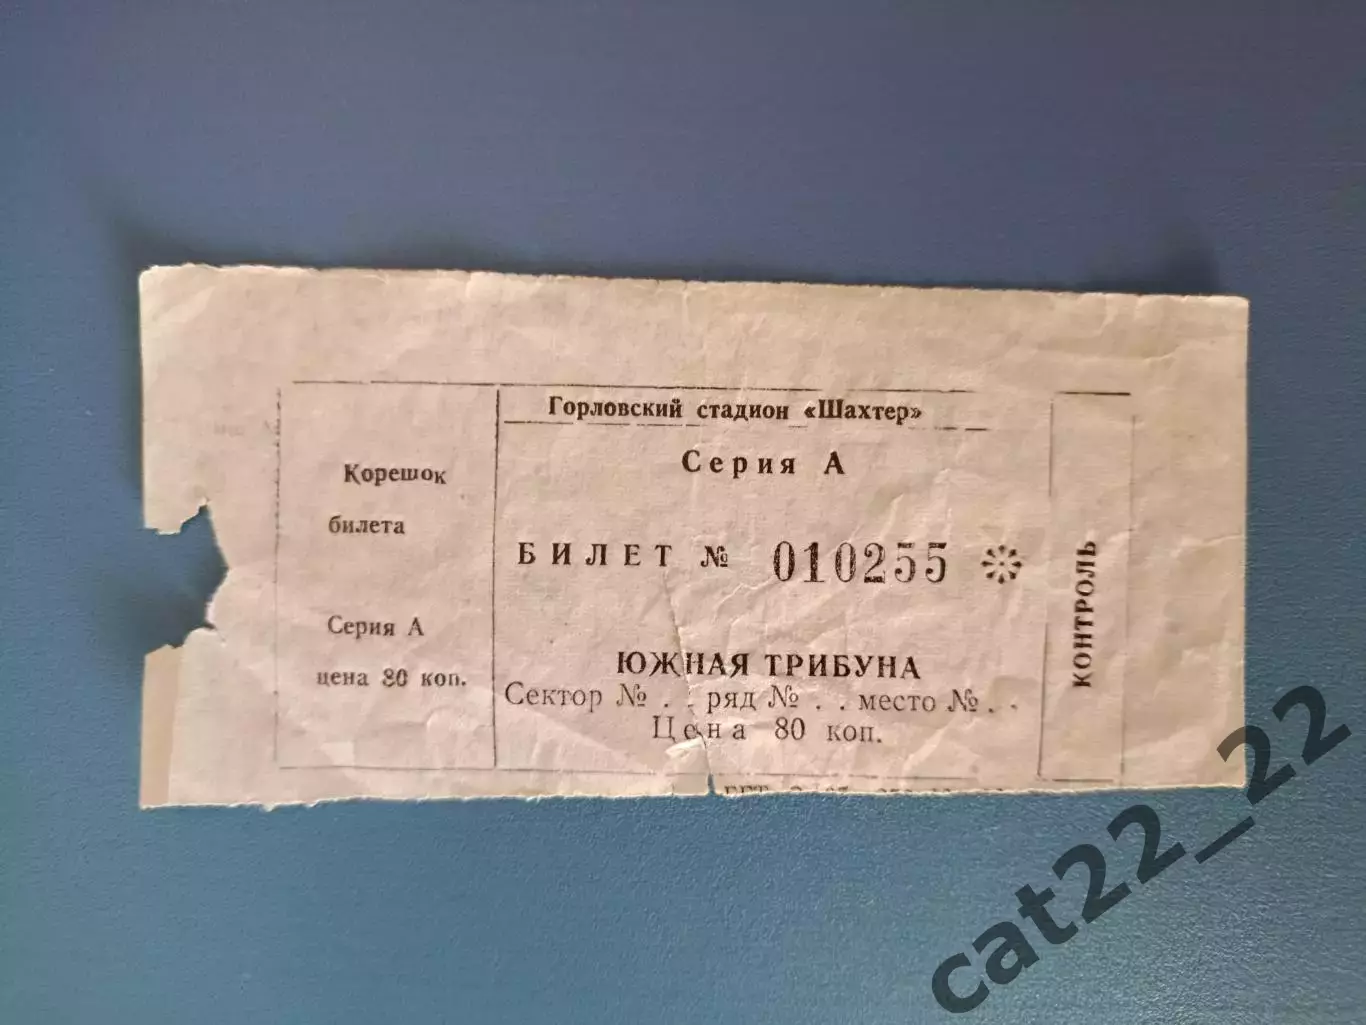 Корешок
билета
Серия А
цена 80 коп.
Горловский стадион «Шахтер»
Серия А
БИЛЕТ № 010255
ЮЖНАЯ ТРИБУНА
Сектор № . . ряд № . . место № . .
Цена 80 коп.
КОНТРОЛЬ
cat22_22